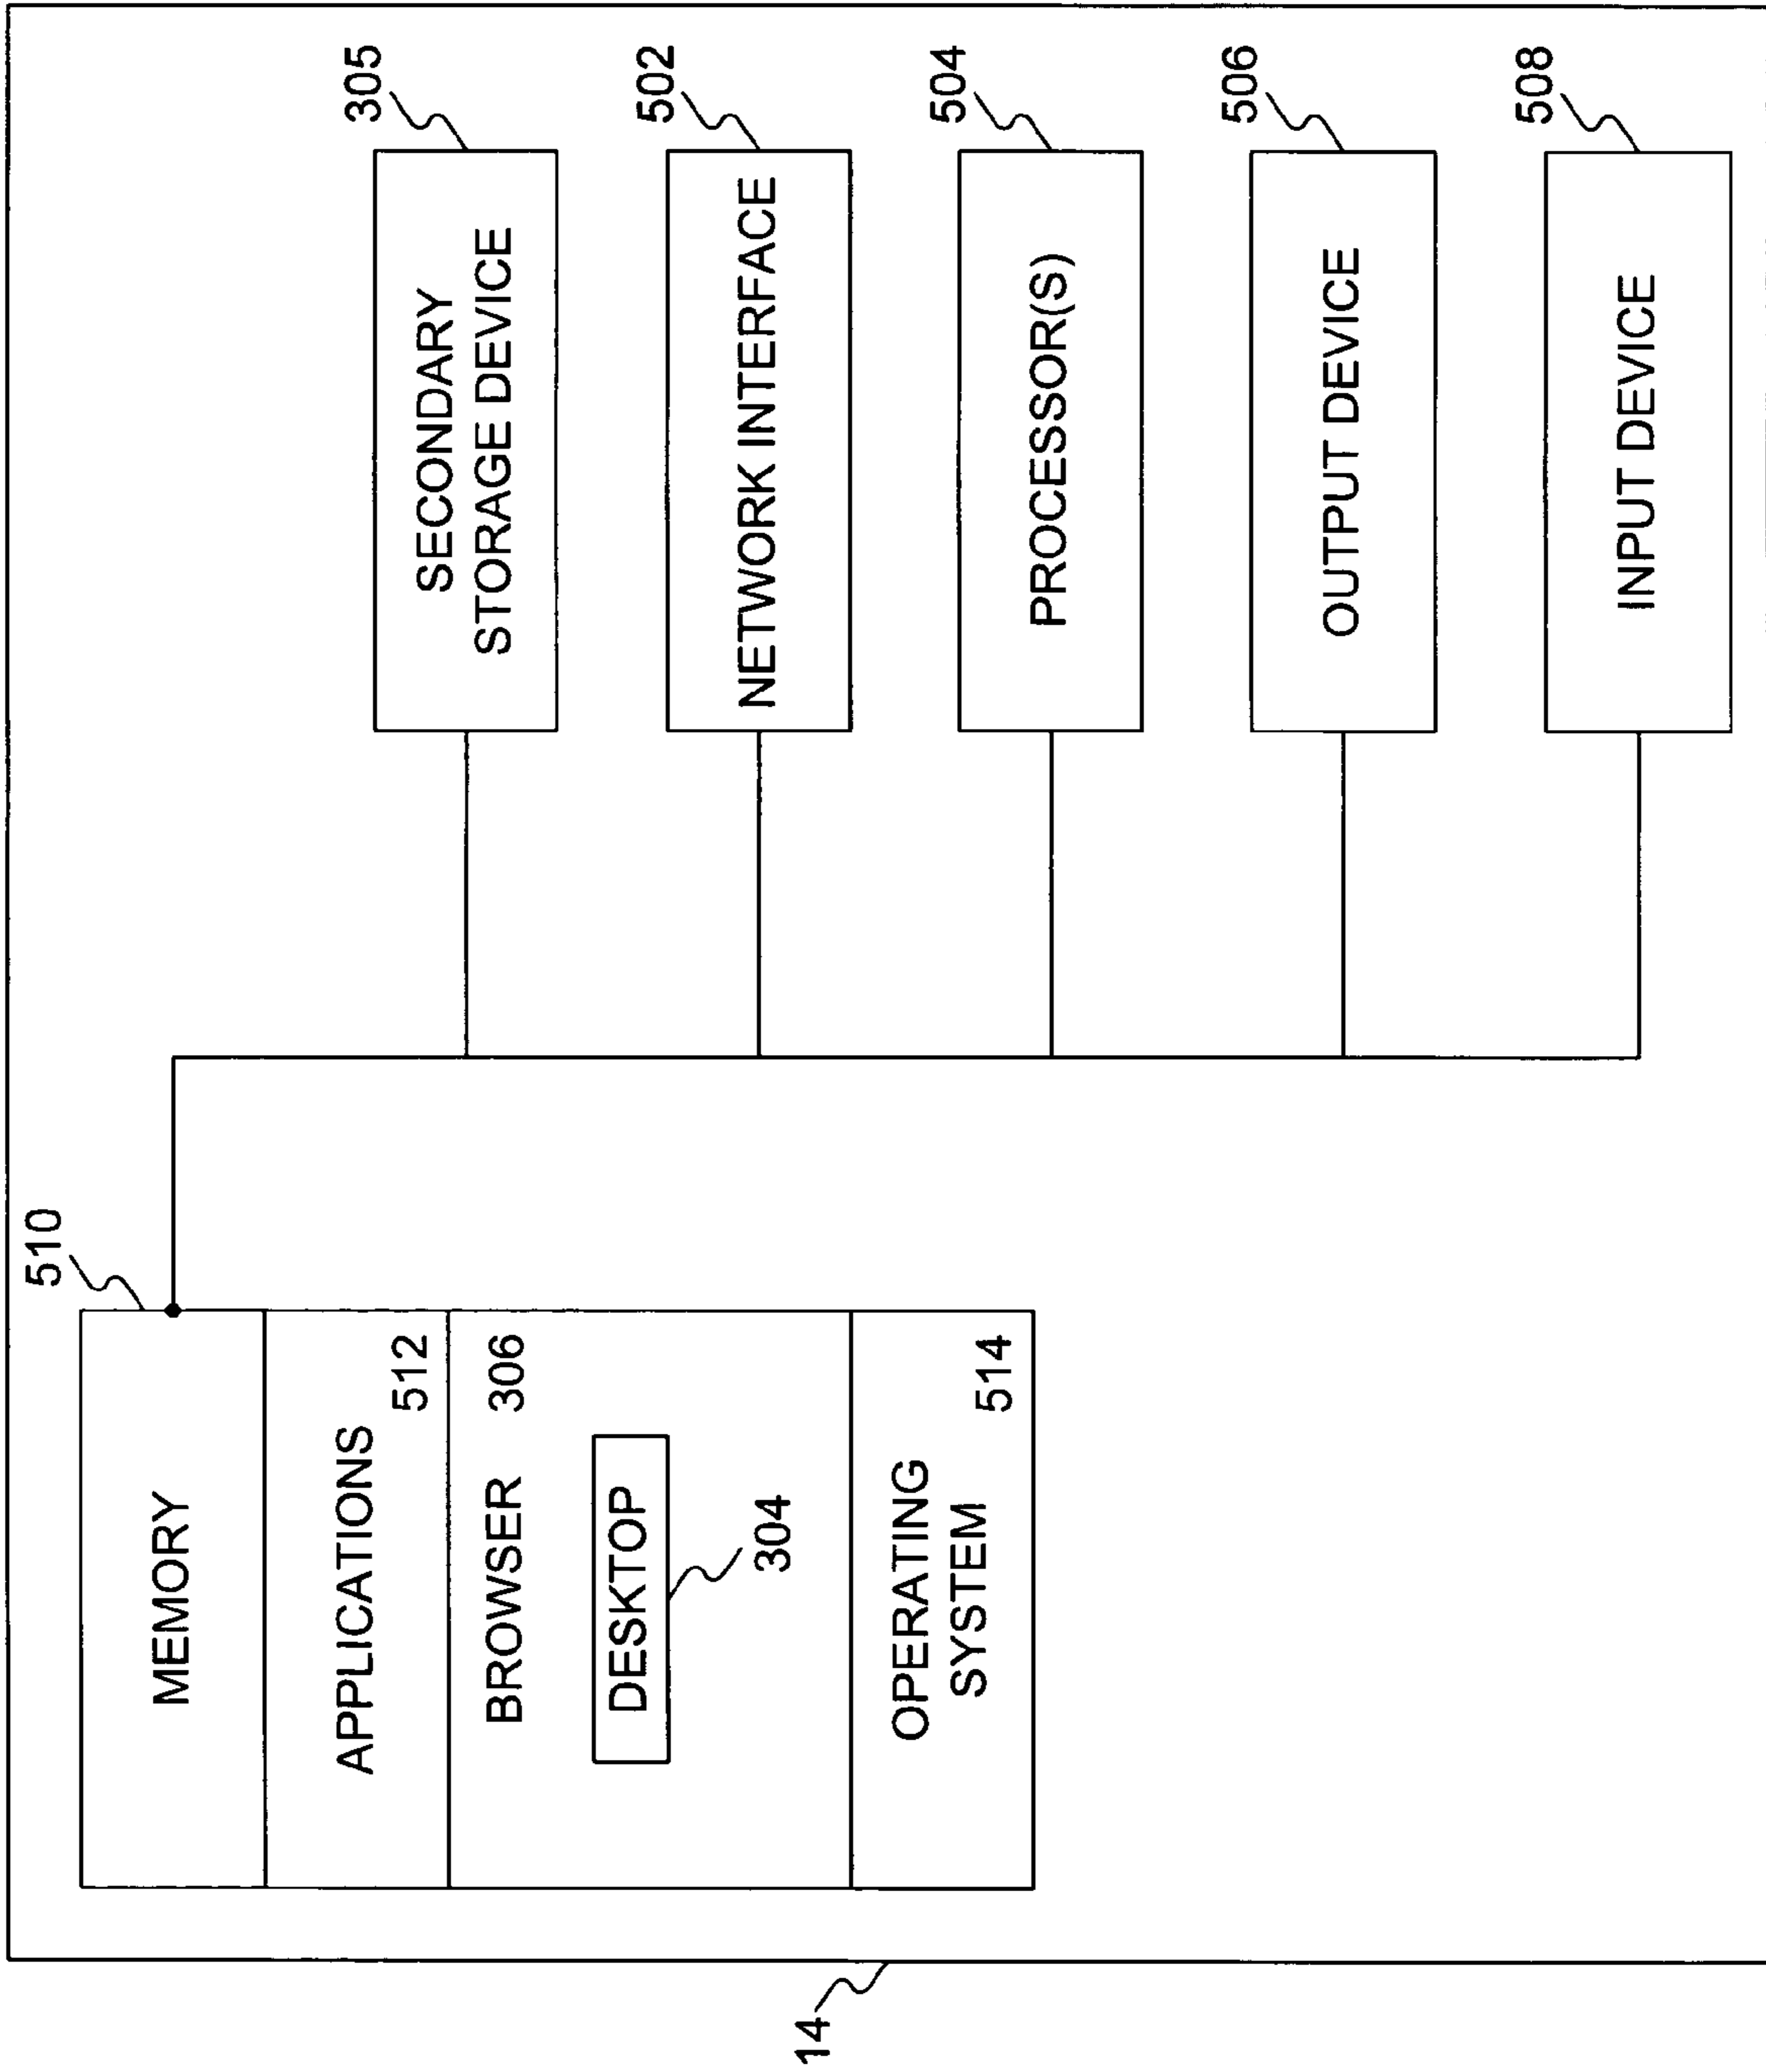 510
MEMORY
APPLICATIONS
512
BROWSER 306
DESKTOP
304
OPERATING
SYSTEM
514
14
305
SECONDARY
STORAGE DEVICE
502
NETWORK INTERFACE
504
PROCESSOR(S)
506
OUTPUT DEVICE
508
INPUT DEVICE